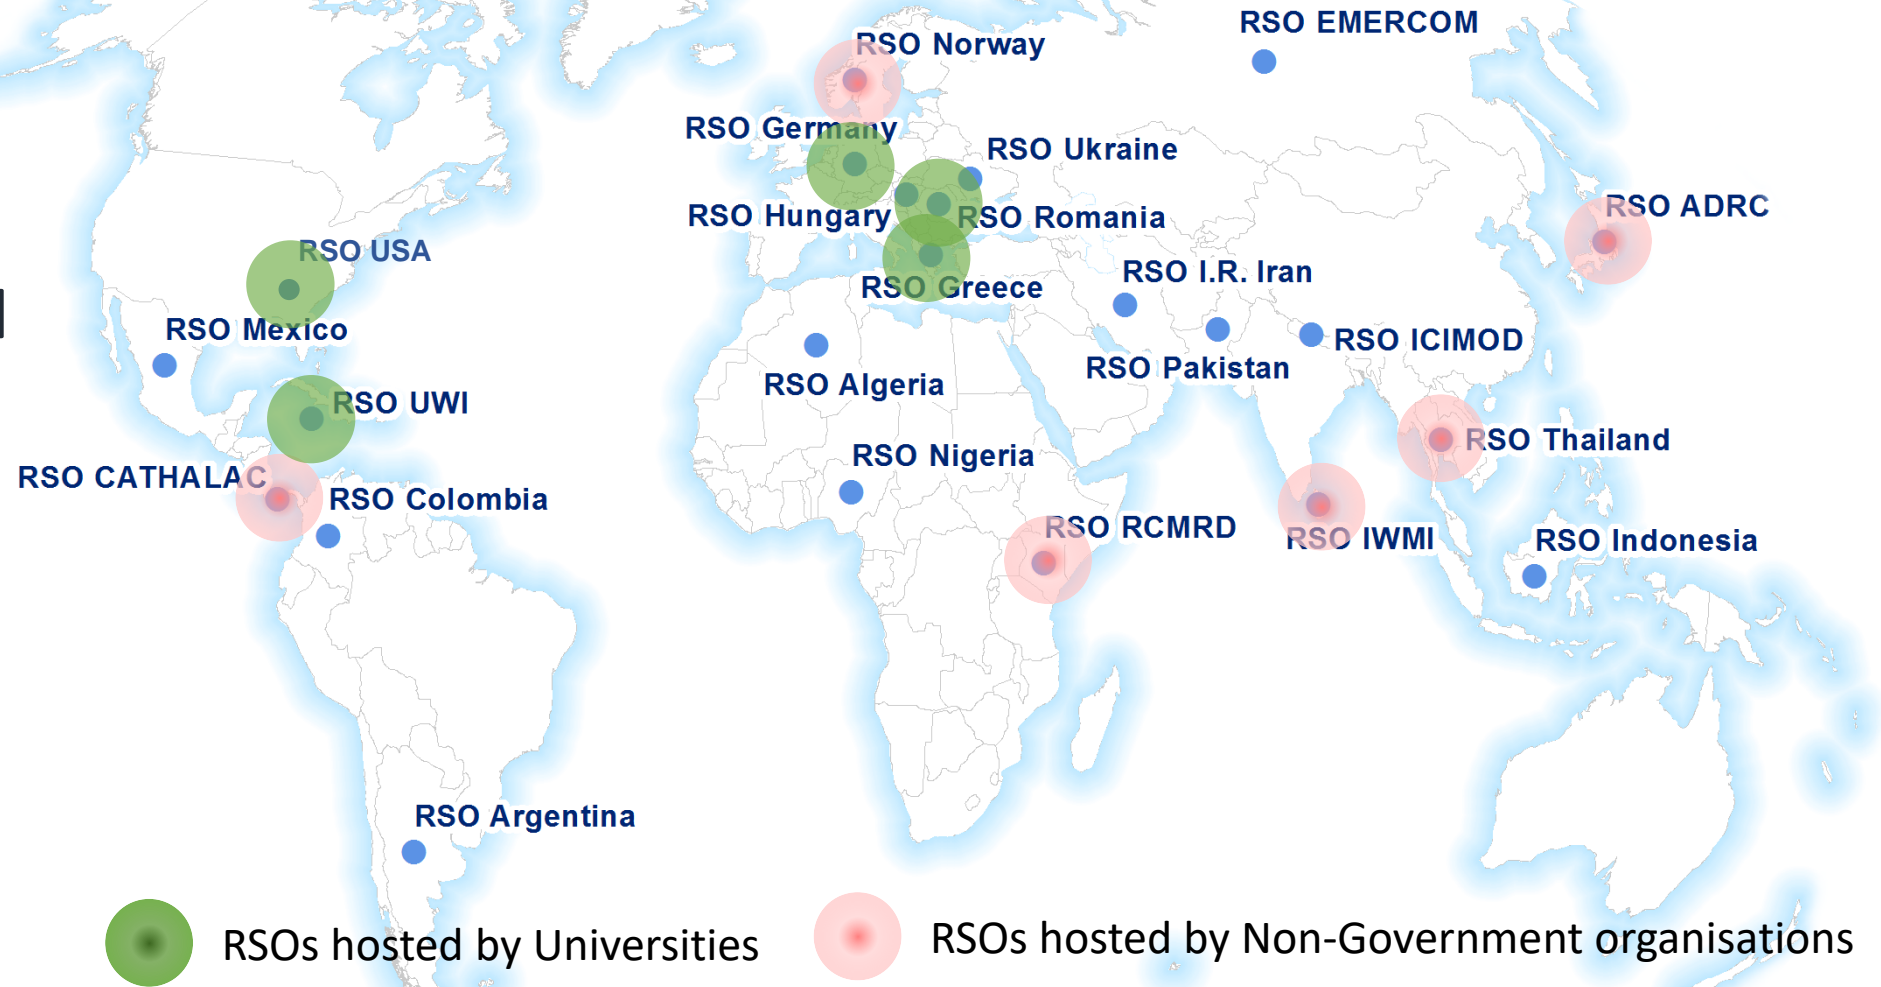 RSO EMERCOM
RSO Norway
RSO Germany
RSO Ukraine
RSO ADRC
RSO Hungary
RSO Romania
RSO USA
RSO I.R. Iran
RSO Greece
RSO Mexico
RSO ICIMOD
RSO Pakistan
RSO Algeria
RSO UWI
RSO Thailand
RSO Nigeria
RSO CATHALAC
RSO Colombia
RSO RCMRD
RSO IWMI
RSO Indonesia
RSO Argentina
RSOs hosted by Universities
RSOs hosted by Non-Government organisations